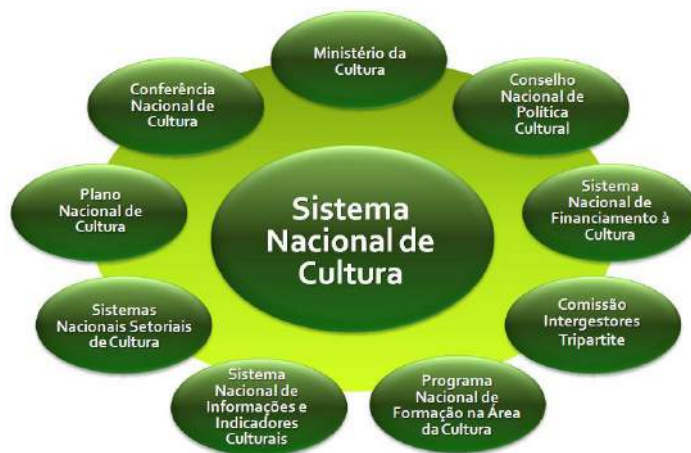 Ministério da
Cultura
Conselho
Nacional de
Política
Cultural
Sistema
Nacional de
Financiamento à
Cultura
Comissão
Intergestores
Tripartite
Programa
Nacional de
Formação na Área
da Cultura
Sistema
Nacional de
Informações e
Indicadores
Culturais
Sistemas
Nacionais Setoriais
de Cultura
Plano
Nacional de
Cultura
Conferência
Nacional de
Cultura
Sistema
Nacional de
Cultura